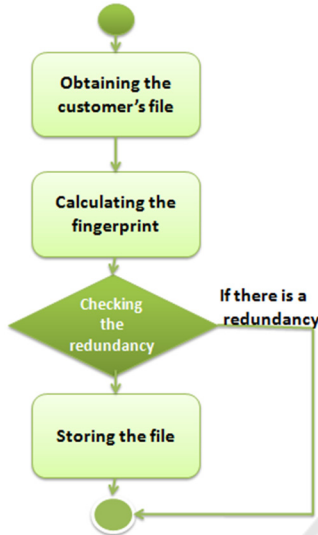 Obtaining the
customer's file
Calculating the
fingerprint
Checking
the
redundancy
If there is a
redundancy
Storing the file